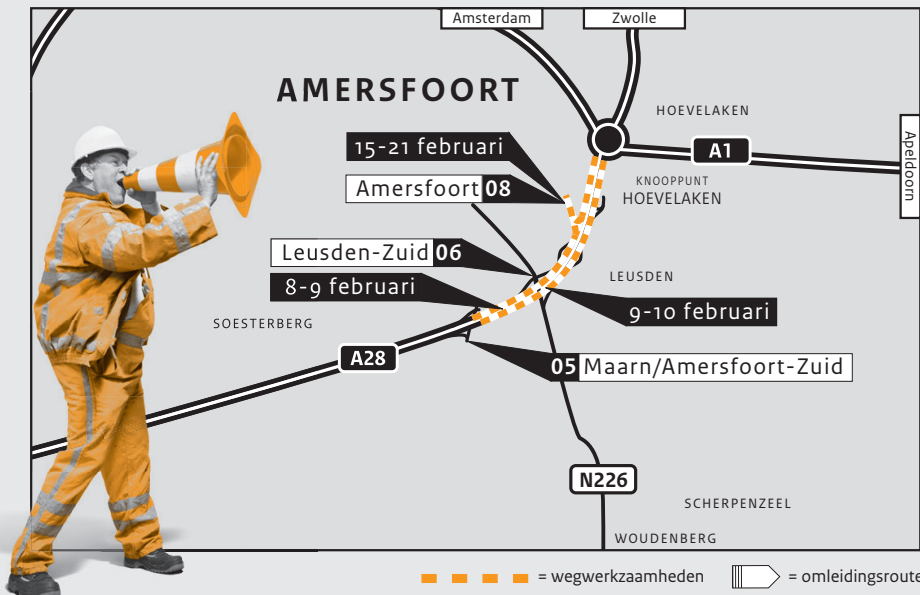 Amsterdam
Zwolle
AMERSFOORT
HOEVELAKEN
15-21 februari
A1
Apeldoorn
KNOOPPUNT
HOEVELAKEN
Amersfoort 08
Leusden-Zuid 06
LEUSDEN
8-9 februari
9-10 februari
SOESTERBERG
A28
05 Maarn/Amersfoort-Zuid
N226
SCHERPENZEEL
WOUDENBERG
= wegwerkzaamheden
= omleidingsroute